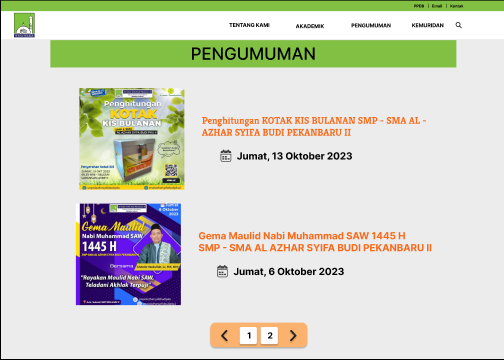 PPDB | Email | Kontak
TENTANG KAMI
AKADEMIK
PENGUMUMAN
KEMURIDAN
PENGUMUMAN
Penghitungan
KOTAK
KIS BULANAN
Penghitungan KOTAK KIS BULANAN SMP - SMA AL -
AZHAR SYIFA BUDI PEKANBARU II
Jumat, 13 Oktober 2023
Gema Maulid
Nabi Muhammad SAW
1445 H
Bersama
"Rayakan Maulid Nabi SAW,
Teladani Akhlak Terpuji"
Gema Maulid Nabi Muhammad SAW 1445 H
SMP - SMA AL AZHAR SYIFA BUDI PEKANBARU II
Jumat, 6 Oktober 2023
1 2